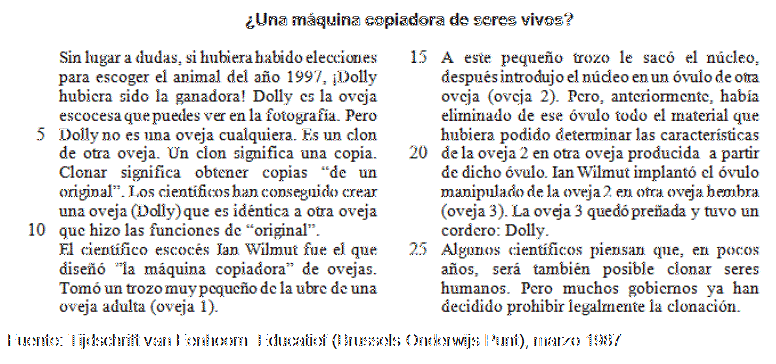 ¿Una máquina copiadora de seres vivos?
Sin lugar a dudas, si hubiera habido elecciones
para escoger el animal del año 1997, ¡Dolly
hubiera sido la ganadora! Dolly es la oveja
escocesa que puedes ver en la fotografía. Pero
5 Dolly no es una oveja cualquiera. Es un clon
de otra oveja. Un clon significa una copia.
Clonar significa obtener copias “de un
original”. Los científicos han conseguido crear
una oveja (Dolly) que es idéntica a otra oveja
10 que hizo las funciones de “original”.
El científico escocés Ian Wilmut fue el que
diseñó ”la máquina copiadora” de ovejas.
Tomó un trozo muy pequeño de la ubre de una
oveja adulta (oveja 1).
15 A este pequeño trozo le sacó el núcleo,
después introdujo el núcleo en un óvulo de otra
oveja (oveja 2). Pero, anteriormente, había
eliminado de ese óvulo todo el material que
hubiera podido determinar las características
20 de la oveja 2 en otra oveja producida a partir
de dicho óvulo. Ian Wilmut implantó el óvulo
manipulado de la oveja 2 en otra oveja hembra
(oveja 3). La oveja 3 quedó preñada y tuvo un
cordero: Dolly.
25 Algunos científicos piensan que, en pocos
años, será también posible clonar seres
humanos. Pero muchos gobiernos ya han
decidido prohibir legalmente la clonación.
Fuente: Tijdschrift van Eenhoorn Educatief (Brussels Onderwijs Punt), marzo 1987